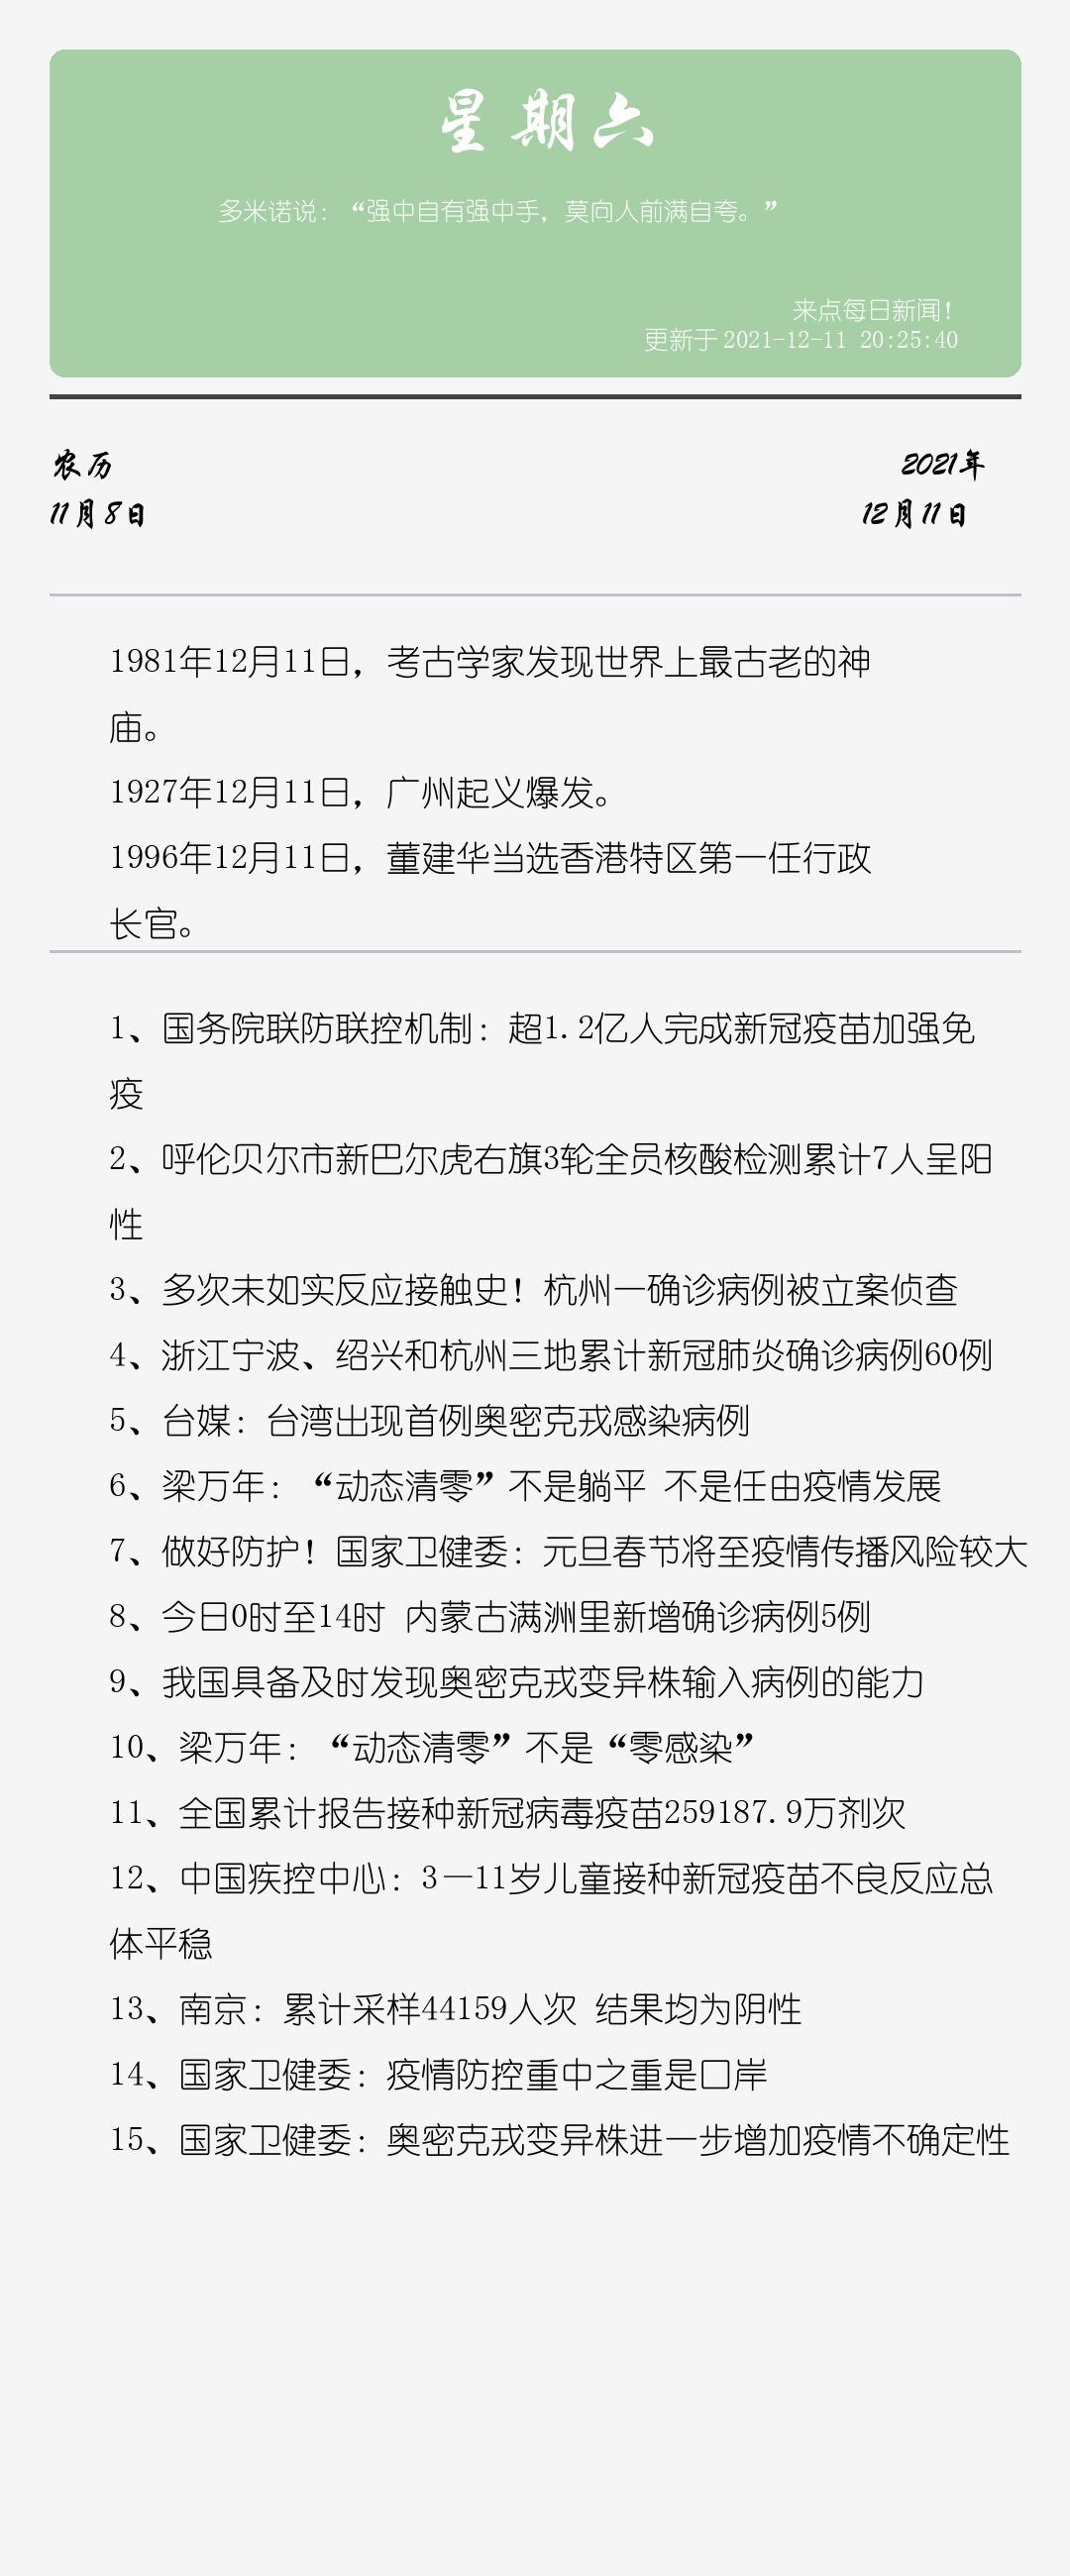 星期六
多米诺说：“强中自有强中手，莫向人前满自夸。”
来点每日新闻！
更新于2021-12-11 20:25:40
农历
2021年
11月8日
12月11日
1981年12月11日，考古学家发现世界上最古老的神
庙。
1927年12月11日，广州起义爆发。
1996年12月11日，董建华当选香港特区第一任行政
长官。
1、国务院联防联控机制：超1.2亿人完成新冠疫苗加强免
疫
2、呼伦贝尔市新巴尔虎右旗3轮全员核酸检测累计7人呈阳
性
3、多次未如实反应接触史！杭州一确诊病例被立案侦查
4、浙江宁波、绍兴和杭州三地累计新冠肺炎确诊病例60例
5、台媒：台湾出现首例奥密克戎感染病例
6、梁万年：“动态清零”不是躺平 不是任由疫情发展
7、做好防护！国家卫健委：元旦春节将至疫情传播风险较大
8、今日0时至14时 内蒙古满洲里新增确诊病例5例
9、我国具备及时发现奥密克戎变异株输入病例的能力
10、梁万年：“动态清零”不是“零感染”
11、全国累计报告接种新冠病毒疫苗259187.9万剂次
12、中国疾控中心：3—11岁儿童接种新冠疫苗不良反应总
体平稳
13、南京：累计采样44159人次 结果均为阴性
14、国家卫健委：疫情防控重中之重是口岸
15、国家卫健委：奥密克戎变异株进一步增加疫情不确定性